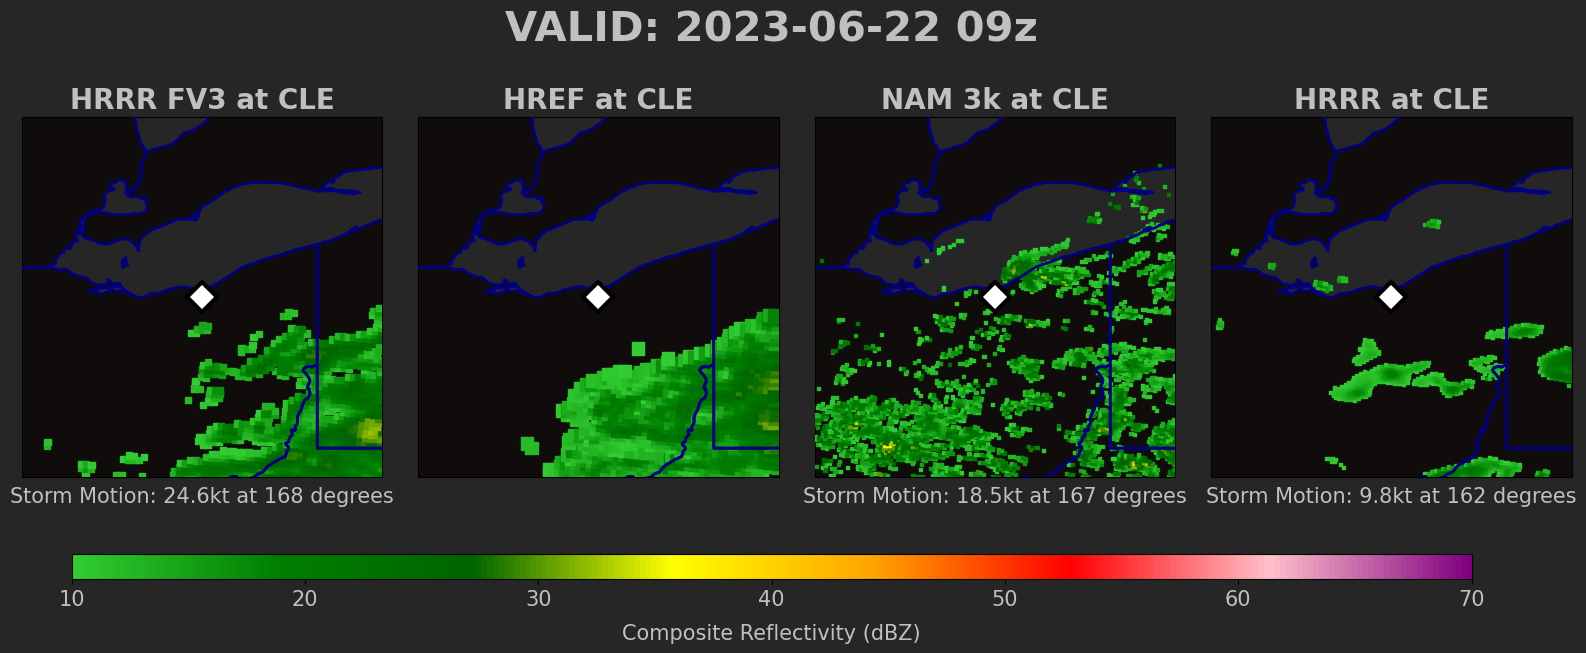 VALID: 2023-06-22 09z
HRRR FV3 at CLE
HREF at CLE
NAM 3k at CLE
HRRR at CLE
Storm Motion: 24.6kt at 168 degrees
Storm Motion: 18.5kt at 167 degrees
Storm Motion: 9.8kt at 162 degrees
10 20 30 40 50 60 70
Composite Reflectivity (dBZ)